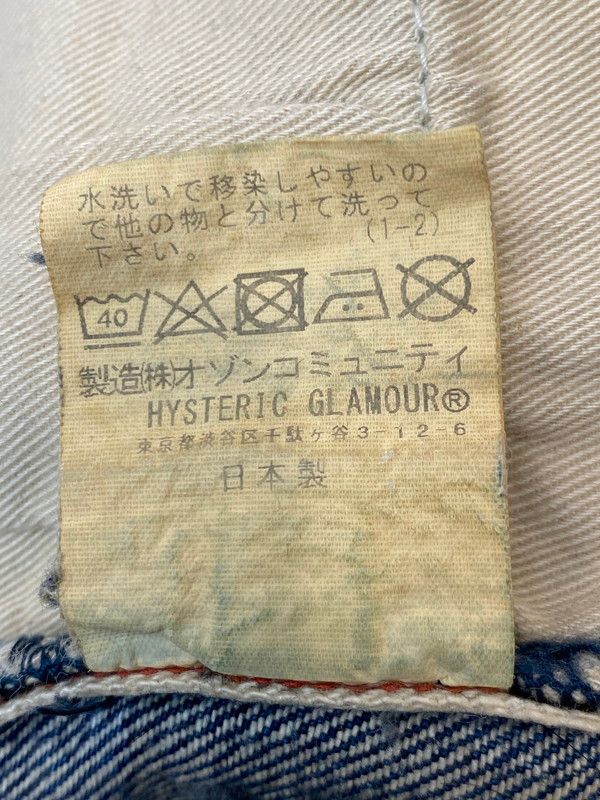 水洗いで移染しやすいの
で他の物と分けて洗って
下さい。 (1-2)
40
製造(株)オゾンコミュニティ
HYSTERIC GLAMOUR®
東京都渋谷区千駄ヶ谷3-12-6
日本製